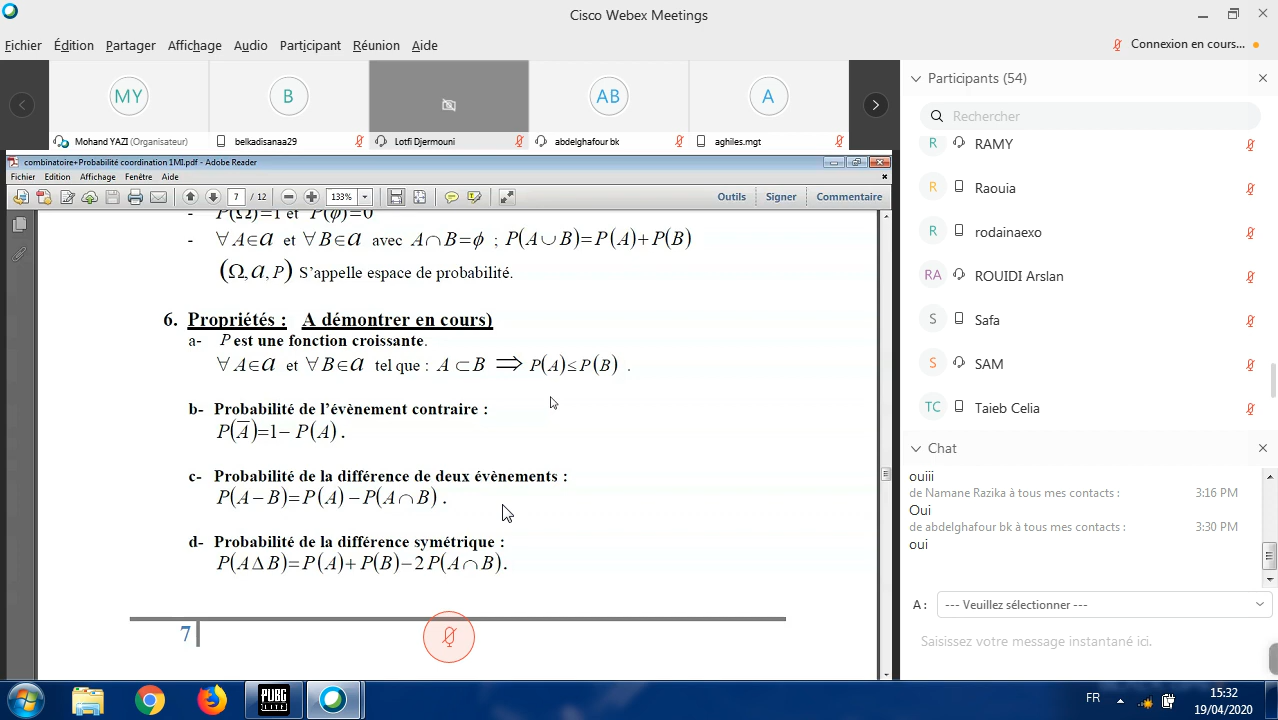 Cisco Webex Meetings
Fichier Édition Partager Affichage Audio Participant Réunion Aide
Connexion en cours...
MY B AB A
Mohand YAZI (Organisateur) belkadisanaa29 Lotfi Djermouni abdelghafour bk aghiles.mgt
combinatoire+Probabilité coordination 1MI.pdf - Adobe Reader
Fichier Edition Affichage Fenêtre Aide
7 / 12 133% Outils Signer Commentaire
- P(Ω)=1 et P(φ)=0
- ∀A∈a et ∀B∈a avec A∩B=φ ; P(A∪B)=P(A)+P(B)
(Ω,a,P) S'appelle espace de probabilité.
6. Propriétés : A démontrer en cours)
a- P est une fonction croissante.
∀A∈a et ∀B∈a tel que : A⊂B ⟹ P(A)≤P(B) .
b- Probabilité de l'évènement contraire :
P(A̅)=1−P(A) .
c- Probabilité de la différence de deux évènements :
P(A−B)=P(A)−P(A∩B) .
d- Probabilité de la différence symétrique :
P(AΔB)=P(A)+P(B)−2P(A∩B).
7
Participants (54)
Rechercher
R RAMY
R Raouia
R rodainaexo
RA ROUIDI Arslan
S Safa
S SAM
TC Taieb Celia
Chat
ouiii
de Namane Razika à tous mes contacts : 3:16 PM
Oui
de abdelghafour bk à tous mes contacts : 3:30 PM
oui
A : --- Veuillez sélectionner ---
Saisissez votre message instantané ici.
PUBG
LITE
FR
15:32
19/04/2020